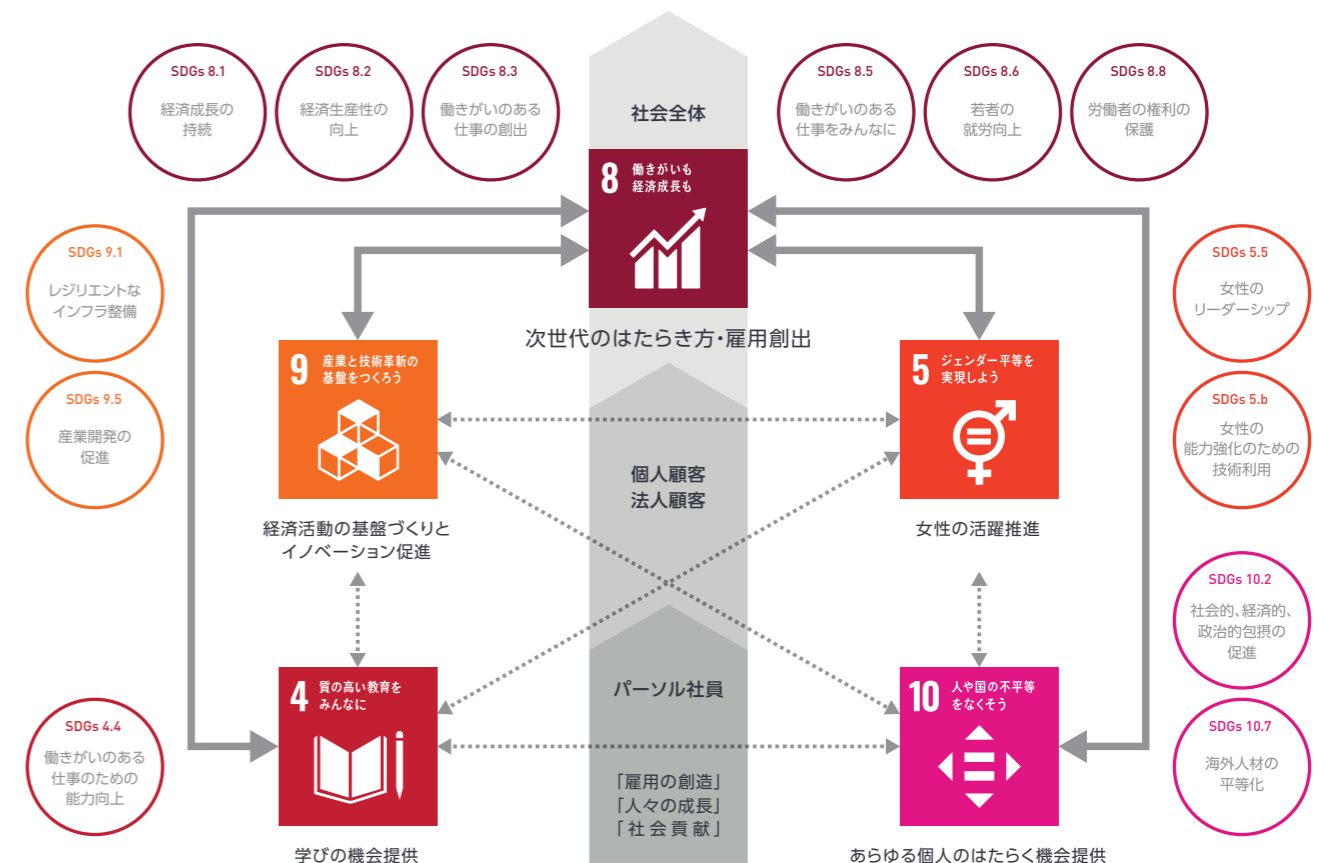 SDGs 8.1
経済成長の
持続
SDGs 8.2
経済生産性の
向上
SDGs 8.3
働きがいのある
仕事の創出
社会全体
SDGs 8.5
働きがいのある
仕事をみんなに
SDGs 8.6
若者の
就労向上
SDGs 8.8
労働者の権利の
保護
8 働きがいも
経済成長も
次世代のはたらき方・雇用創出
SDGs 9.1
レジリエントな
インフラ整備
SDGs 9.5
産業開発の
促進
9 産業と技術革新の
基盤をつくろう
経済活動の基盤づくりと
イノベーション促進
個人顧客
法人顧客
5 ジェンダー平等を
実現しよう
女性の活躍推進
SDGs 5.5
女性の
リーダーシップ
SDGs 5.b
女性の
能力強化のための
技術利用
SDGs 4.4
働きがいのある
仕事のための
能力向上
4 質の高い教育を
みんなに
学びの機会提供
パーソル社員
「雇用の創造」
「人々の成長」
「社会貢献」
10 人や国の不平等
をなくそう
あらゆる個人のはたらく機会提供
SDGs 10.2
社会的、経済的、
政治的包摂の
促進
SDGs 10.7
海外人材の
平等化